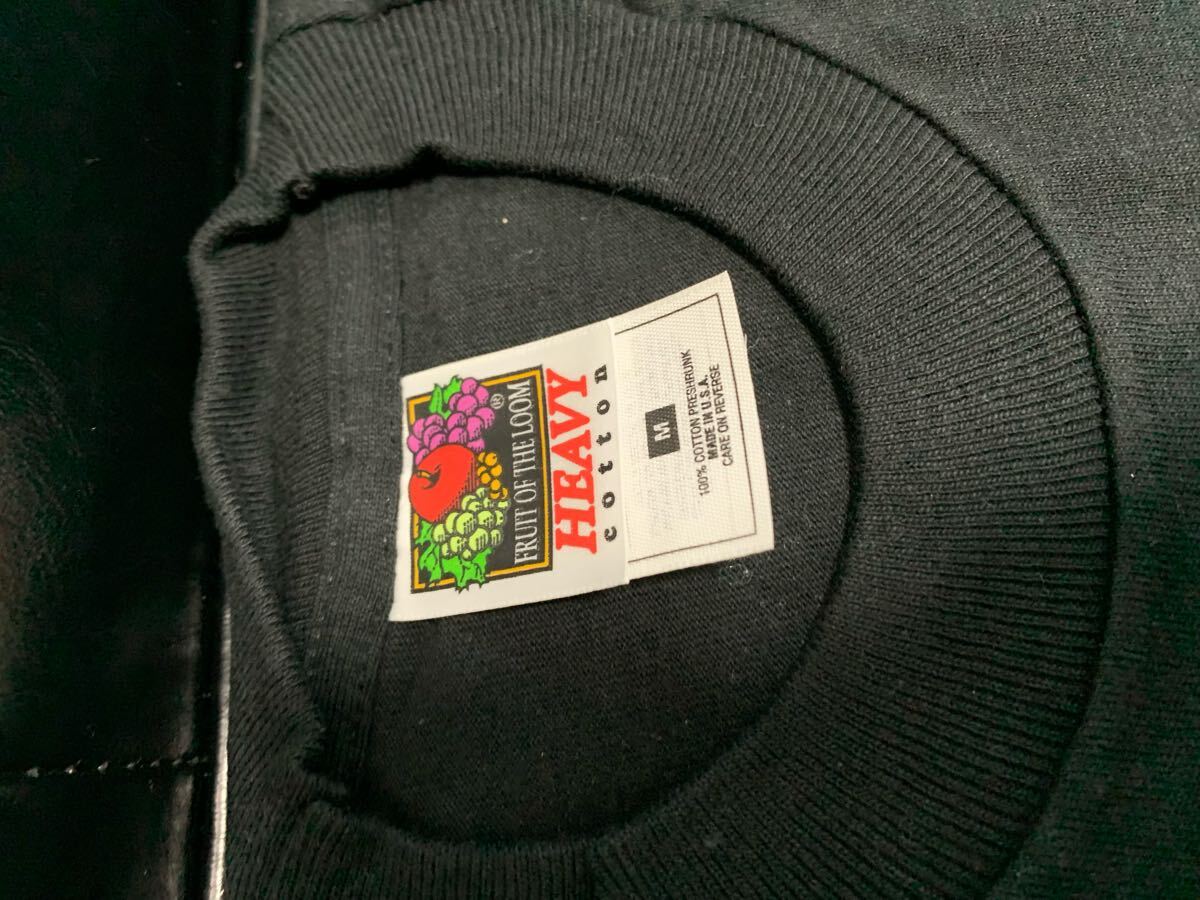 FRUIT OF THE LOOM ®
HEAVY
cotton
M
100% COTTON PRESHRUNK
MADE IN U.S.A.
CARE ON REVERSE